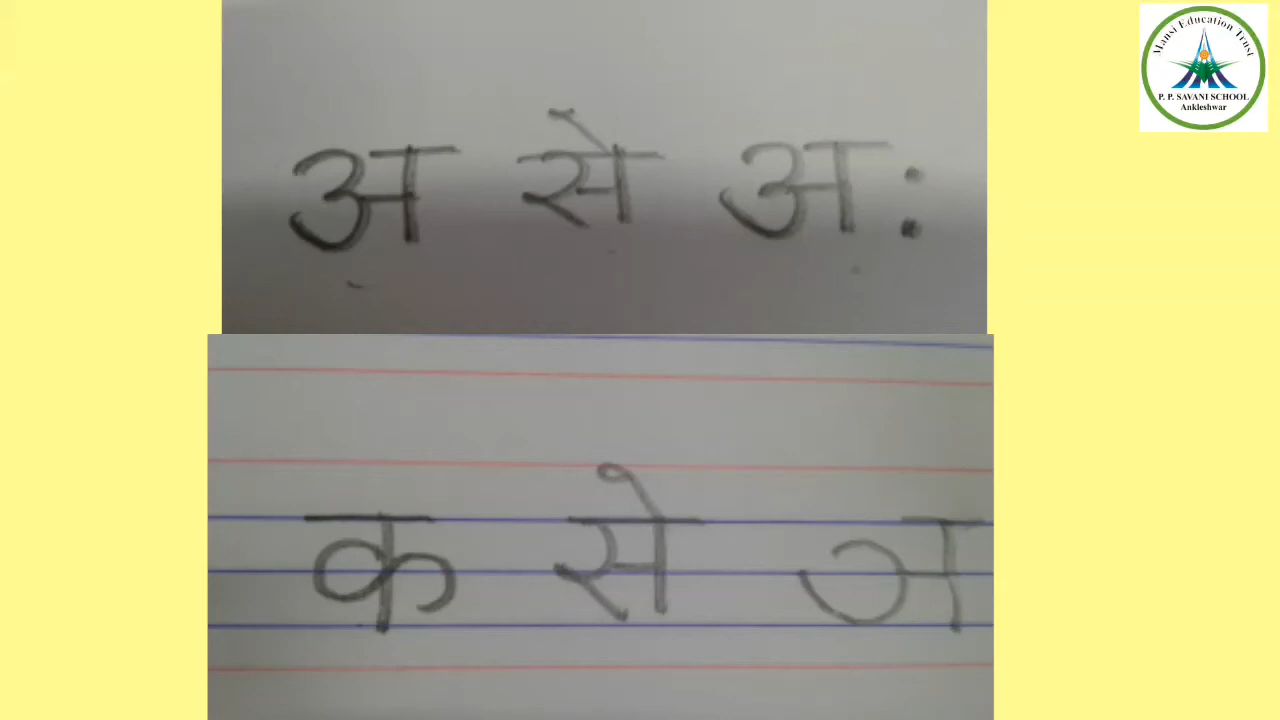 Mansi Education Trust
P. P. SAVANI SCHOOL
Ankleshwar
अ से अ:
क से ञ